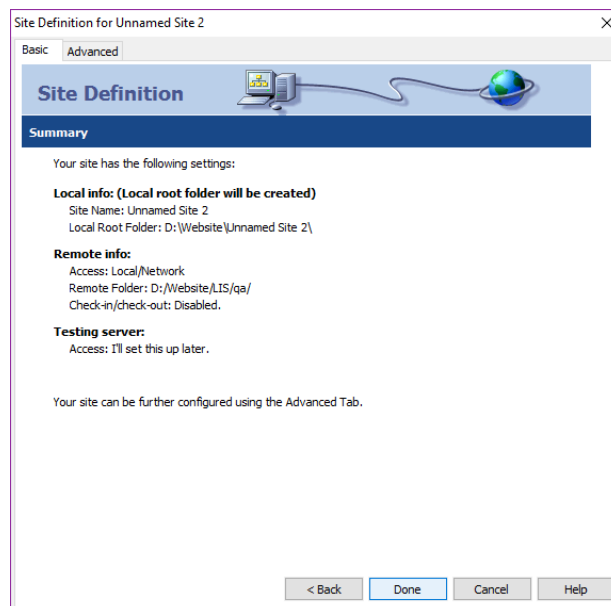 Site Definition for Unnamed Site 2
Basic Advanced
Site Definition
Summary
Your site has the following settings:
Local info: (Local root folder will be created)
Site Name: Unnamed Site 2
Local Root Folder: D:\Website\Unnamed Site 2\
Remote info:
Access: Local/Network
Remote Folder: D:/Website/LIS/qa/
Check-in/check-out: Disabled.
Testing server:
Access: I'll set this up later.
Your site can be further configured using the Advanced Tab.
< Back Done Cancel Help